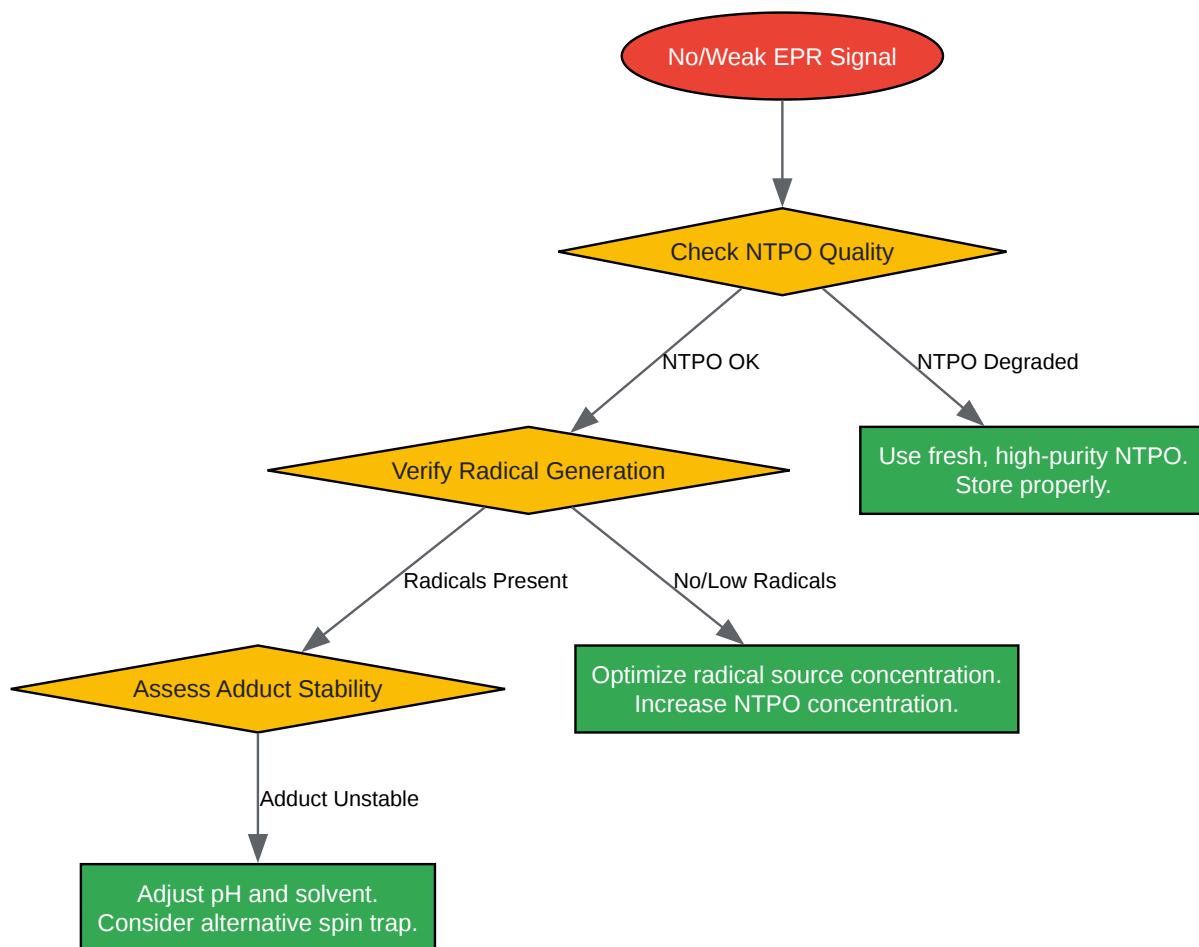 No/Weak EPR Signal
Check NTPO Quality
NTPO OK
NTPO Degraded
Verify Radical Generation
Use fresh, high-purity NTPO.
Store properly.
Radicals Present
No/Low Radicals
Assess Adduct Stability
Optimize radical source concentration.
Increase NTPO concentration.
Adduct Unstable
Adjust pH and solvent.
Consider alternative spin trap.